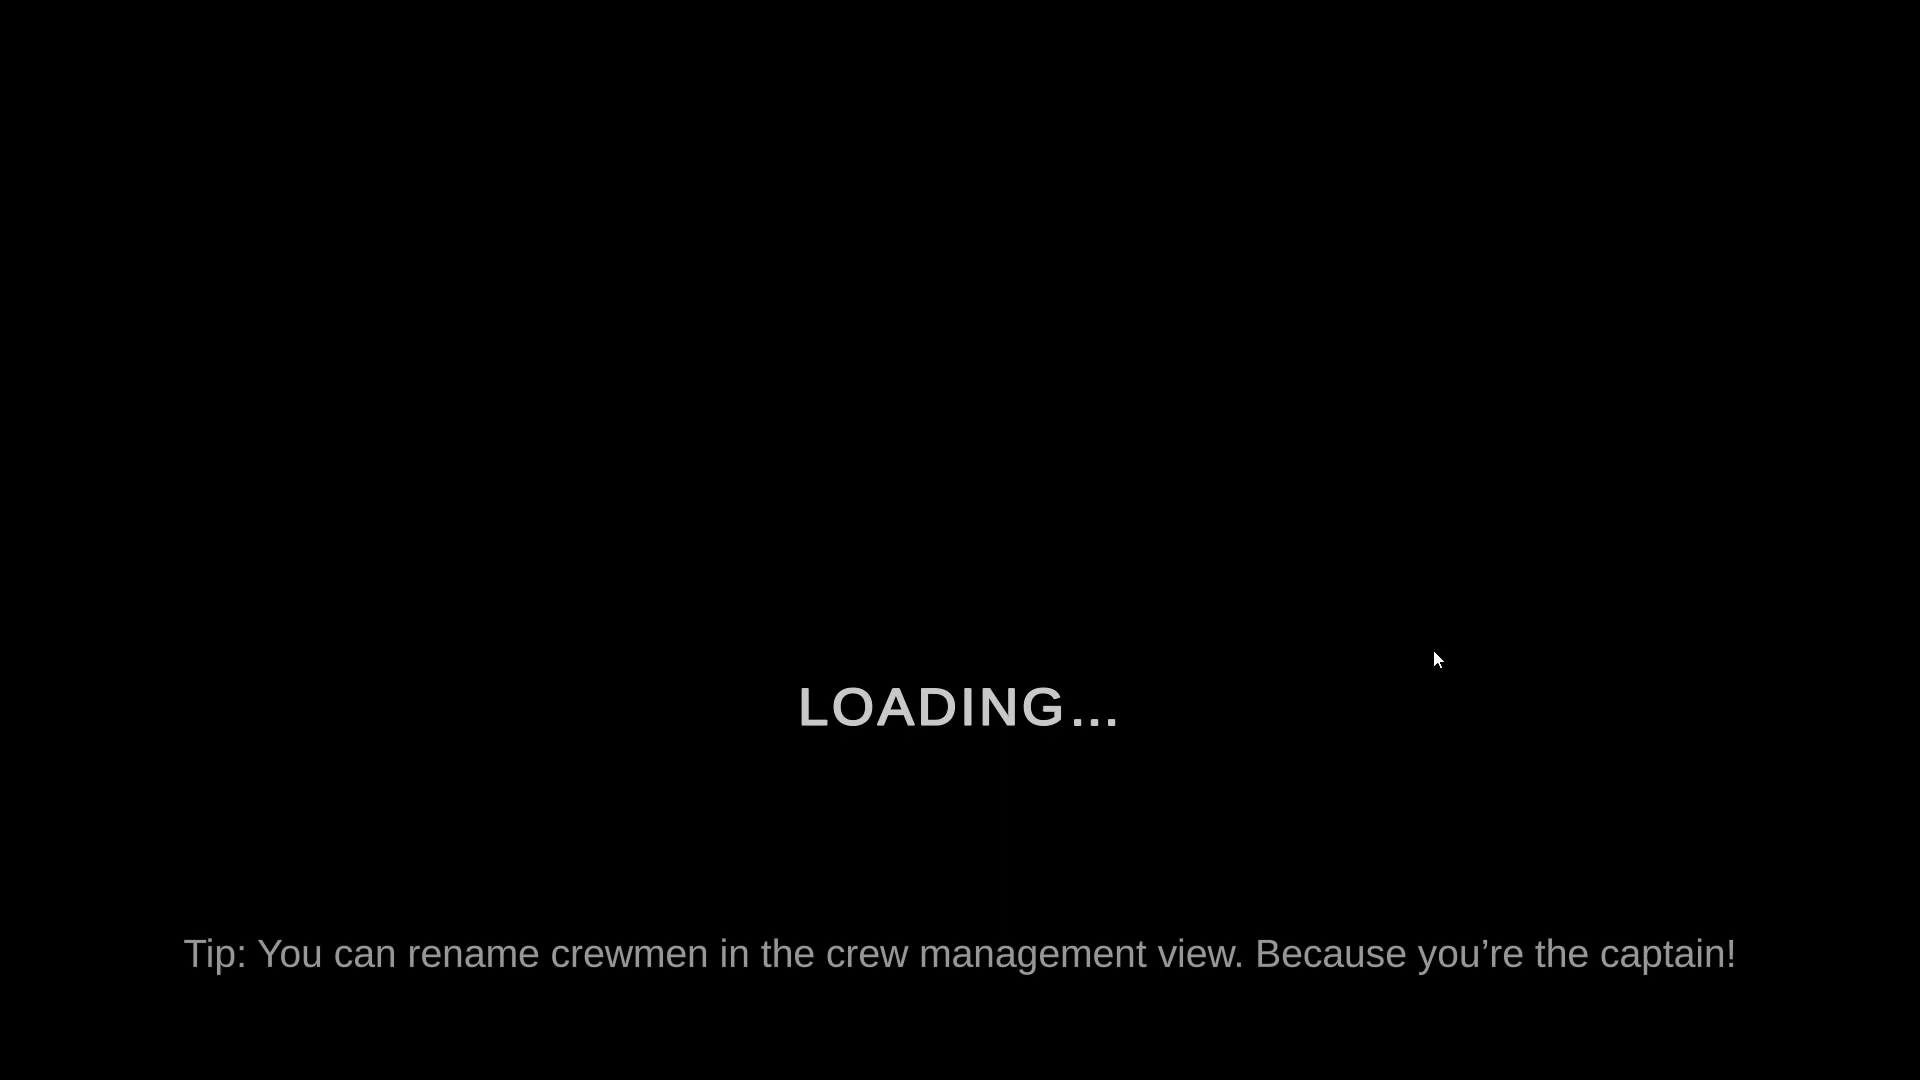 LOADING...
Tip: You can rename crewmen in the crew management view. Because you’re the captain!